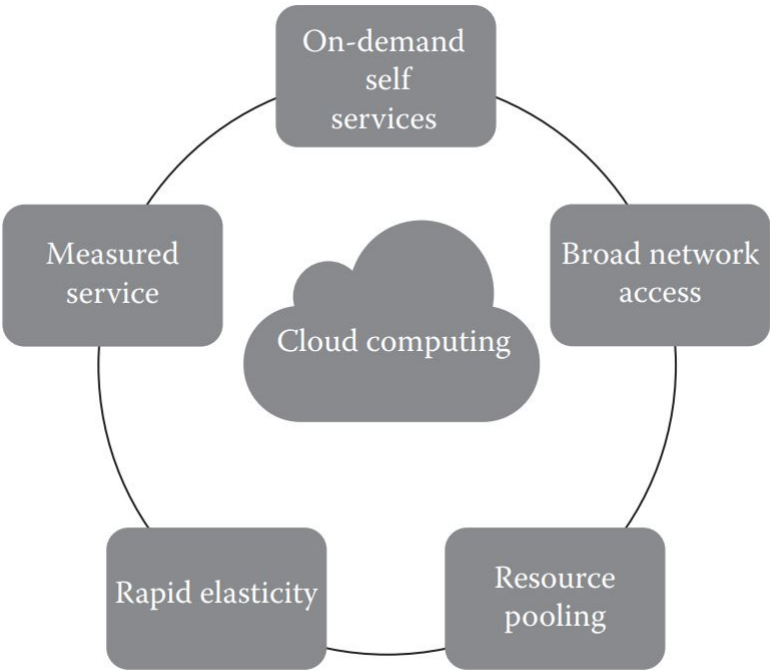 On-demand
self
services
Measured
service
Broad network
access
Cloud computing
Rapid elasticity
Resource
pooling